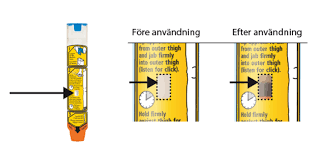 Före användning
Efter användning
from outer thigh
and jab firmly
into outer thigh
(listen for click).
Hold firmly
against thigh for
from outer thigh
and jab firmly
into outer thigh
(listen for click).
Hold firmly
against thigh for